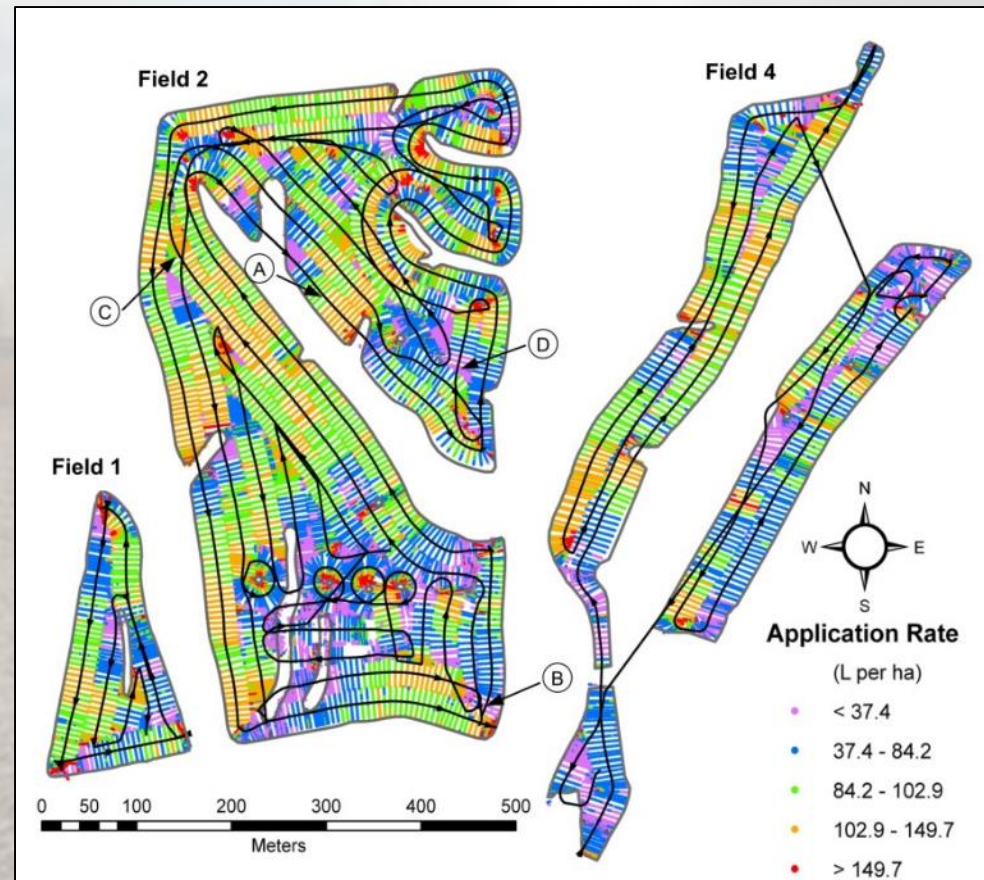 Field 2
Field 4
A
C
D
Field 1
B
N
W E
S
Application Rate
(L per ha)
< 37.4
37.4 - 84.2
84.2 - 102.9
102.9 - 149.7
> 149.7
0 50 100 200 300 400 500
Meters